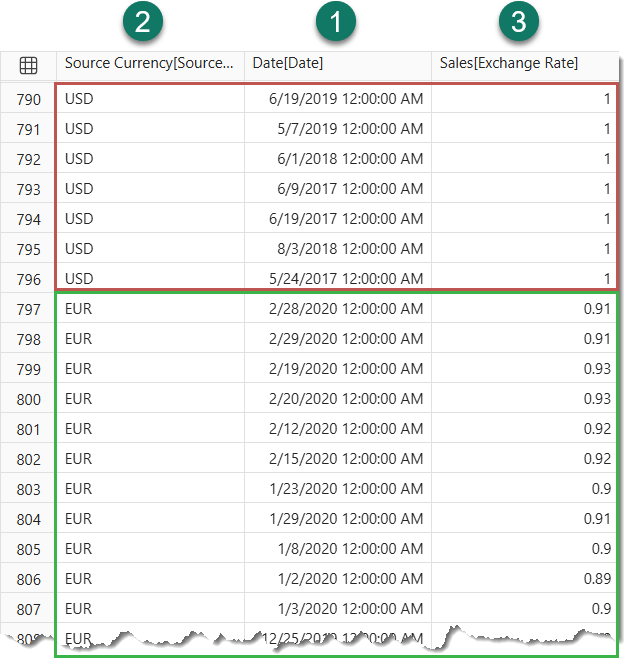 2 1 3
Source Currency[Source... Date[Date] Sales[Exchange Rate]
790 USD 6/19/2019 12:00:00 AM 1
791 USD 5/7/2019 12:00:00 AM 1
792 USD 6/1/2018 12:00:00 AM 1
793 USD 6/9/2017 12:00:00 AM 1
794 USD 6/19/2017 12:00:00 AM 1
795 USD 8/3/2018 12:00:00 AM 1
796 USD 5/24/2017 12:00:00 AM 1
797 EUR 2/28/2020 12:00:00 AM 0.91
798 EUR 2/29/2020 12:00:00 AM 0.91
799 EUR 2/19/2020 12:00:00 AM 0.93
800 EUR 2/20/2020 12:00:00 AM 0.93
801 EUR 2/12/2020 12:00:00 AM 0.92
802 EUR 2/15/2020 12:00:00 AM 0.92
803 EUR 1/23/2020 12:00:00 AM 0.9
804 EUR 1/29/2020 12:00:00 AM 0.91
805 EUR 1/8/2020 12:00:00 AM 0.9
806 EUR 1/2/2020 12:00:00 AM 0.89
807 EUR 1/3/2020 12:00:00 AM 0.9
808 EUR 12/25/2019 12:00:00 AM